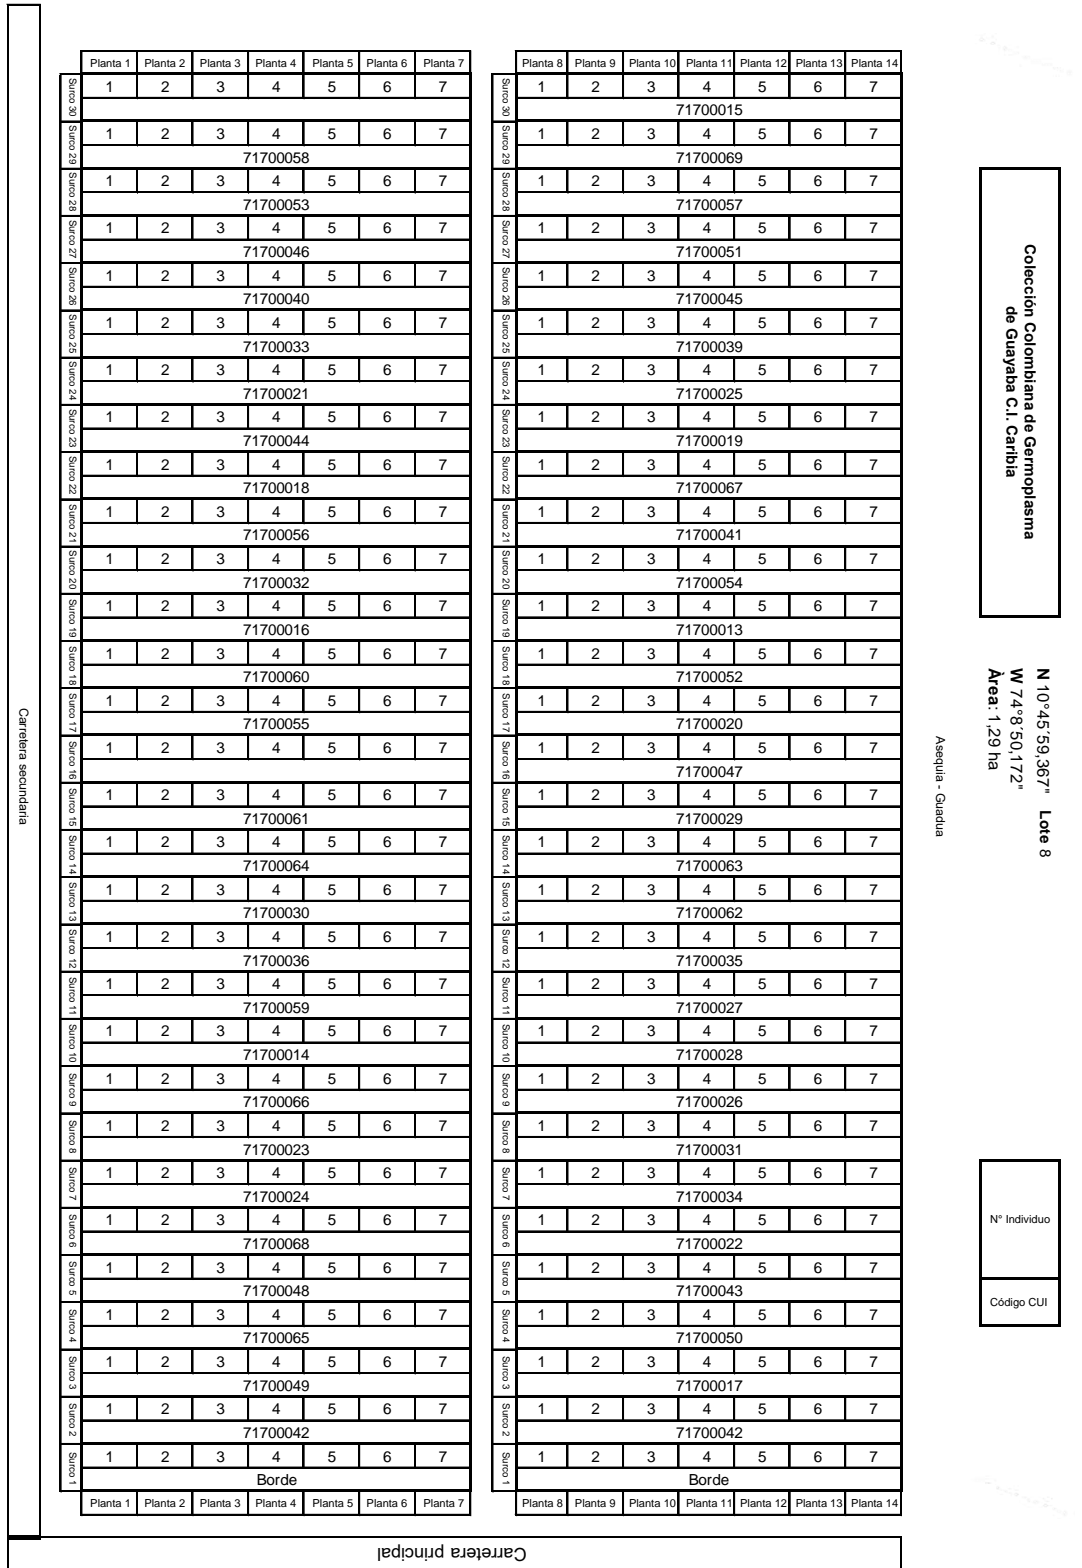 Planta 1 Planta 2 Planta 3 Planta 4 Planta 5 Planta 6 Planta 7 Planta 8 Planta 9 Planta 10 Planta 11 Planta 12 Planta 13 Planta 14
Surco 30 1 2 3 4 5 6 7 Surco 30 1 2 3 4 5 6 7
71700015
Surco 29 1 2 3 4 5 6 7 Surco 29 1 2 3 4 5 6 7
71700058 71700069
Surco 28 1 2 3 4 5 6 7 Surco 28 1 2 3 4 5 6 7
71700053 71700057
Surco 27 1 2 3 4 5 6 7 Surco 27 1 2 3 4 5 6 7
71700046 71700051
Surco 26 1 2 3 4 5 6 7 Surco 26 1 2 3 4 5 6 7
71700040 71700045
Surco 25 1 2 3 4 5 6 7 Surco 25 1 2 3 4 5 6 7
71700033 71700039
Surco 24 1 2 3 4 5 6 7 Surco 24 1 2 3 4 5 6 7
71700021 71700025
Surco 23 1 2 3 4 5 6 7 Surco 23 1 2 3 4 5 6 7
71700044 71700019
Surco 22 1 2 3 4 5 6 7 Surco 22 1 2 3 4 5 6 7
71700018 71700067
Surco 21 1 2 3 4 5 6 7 Surco 21 1 2 3 4 5 6 7
71700056 71700041
Surco 20 1 2 3 4 5 6 7 Surco 20 1 2 3 4 5 6 7
71700032 71700054
Surco 19 1 2 3 4 5 6 7 Surco 19 1 2 3 4 5 6 7
71700016 71700013
Surco 18 1 2 3 4 5 6 7 Surco 18 1 2 3 4 5 6 7
71700060 71700052
Surco 17 1 2 3 4 5 6 7 Surco 17 1 2 3 4 5 6 7
71700055 71700020
Surco 16 1 2 3 4 5 6 7 Surco 16 1 2 3 4 5 6 7
71700047
Surco 15 1 2 3 4 5 6 7 Surco 15 1 2 3 4 5 6 7
71700061 71700029
Surco 14 1 2 3 4 5 6 7 Surco 14 1 2 3 4 5 6 7
71700064 71700063
Surco 13 1 2 3 4 5 6 7 Surco 13 1 2 3 4 5 6 7
71700030 71700062
Surco 12 1 2 3 4 5 6 7 Surco 12 1 2 3 4 5 6 7
71700036 71700035
Surco 11 1 2 3 4 5 6 7 Surco 11 1 2 3 4 5 6 7
71700059 71700027
Surco 10 1 2 3 4 5 6 7 Surco 10 1 2 3 4 5 6 7
71700014 71700028
Surco 9 1 2 3 4 5 6 7 Surco 9 1 2 3 4 5 6 7
71700066 71700026
Surco 8 1 2 3 4 5 6 7 Surco 8 1 2 3 4 5 6 7
71700023 71700031
Surco 7 1 2 3 4 5 6 7 Surco 7 1 2 3 4 5 6 7
71700024 71700034
Surco 6 1 2 3 4 5 6 7 Surco 6 1 2 3 4 5 6 7
71700068 71700022
Surco 5 1 2 3 4 5 6 7 Surco 5 1 2 3 4 5 6 7
71700048 71700043
Surco 4 1 2 3 4 5 6 7 Surco 4 1 2 3 4 5 6 7
71700065 71700050
Surco 3 1 2 3 4 5 6 7 Surco 3 1 2 3 4 5 6 7
71700049 71700017
Surco 2 1 2 3 4 5 6 7 Surco 2 1 2 3 4 5 6 7
71700042 71700042
Surco 1 1 2 3 4 5 6 7 Surco 1 1 2 3 4 5 6 7
Borde Borde
Planta 1 Planta 2 Planta 3 Planta 4 Planta 5 Planta 6 Planta 7 Planta 8 Planta 9 Planta 10 Planta 11 Planta 12 Planta 13 Planta 14
Carretera secundaria
Carretera principal
Asequia - Guadua
Colección Colombiana de Germoplasma
de Guayaba C.I. Caribia
N 10°45´59,367" Lote 8
W 74°8´50,172"
Àrea: 1,29 ha
N° Individuo
Código CUI